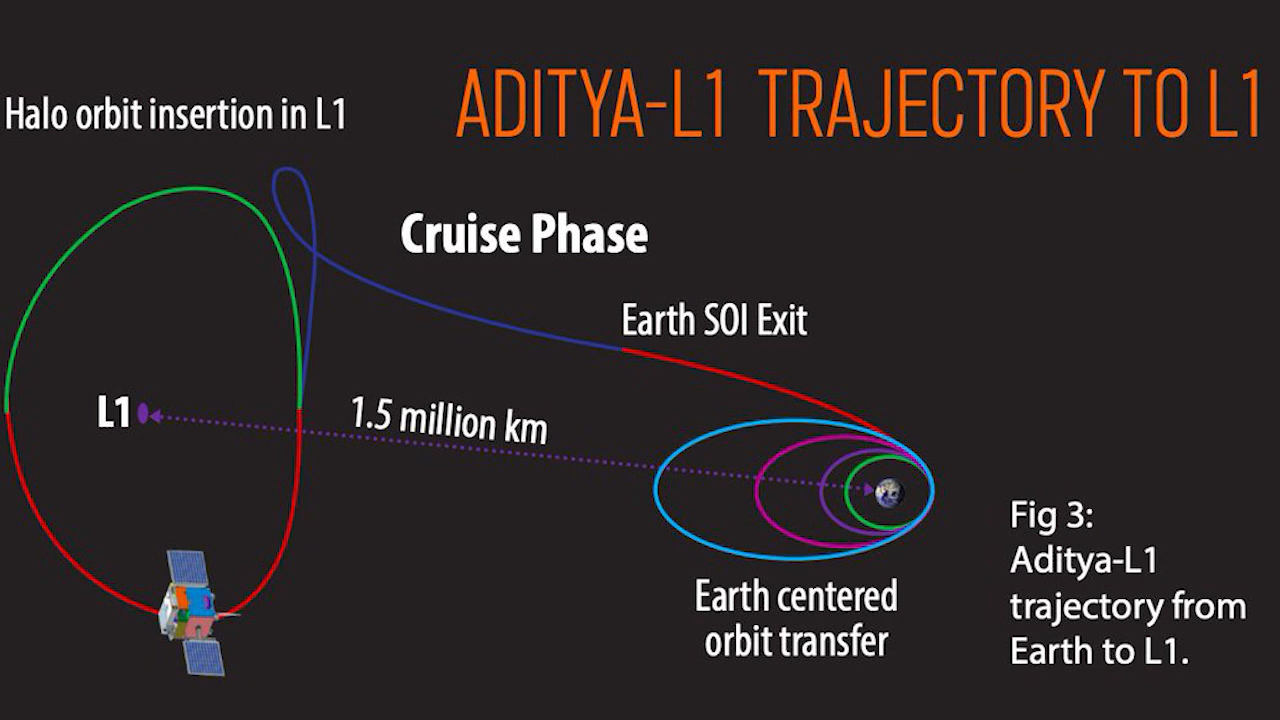 ADITYA-L1 TRAJECTORY TO L1
Halo orbit insertion in L1
Cruise Phase
Earth SOI Exit
L1
1.5 million km
Earth centered
orbit transfer
Fig 3:
Aditya-L1
trajectory from
Earth to L1.